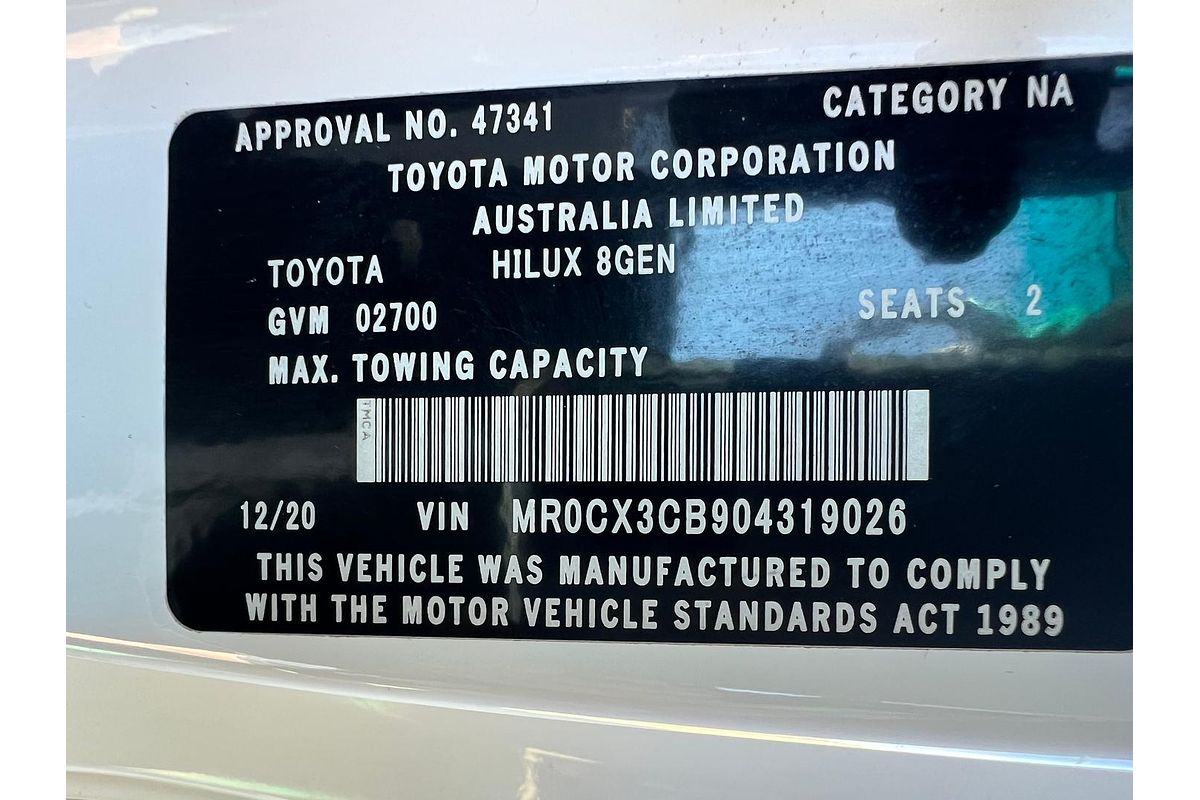 APPROVAL NO. 47341 CATEGORY NA
TOYOTA MOTOR CORPORATION
AUSTRALIA LIMITED
TOYOTA HILUX 8GEN
GVM 02700 SEATS 2
MAX. TOWING CAPACITY
TMCA
12/20 VIN MR0CX3CB904319026
THIS VEHICLE WAS MANUFACTURED TO COMPLY
WITH THE MOTOR VEHICLE STANDARDS ACT 1989